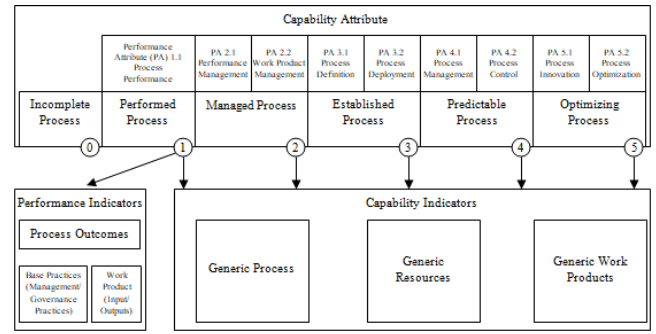 Capability Attribute
Performance
Attribute (PA) 1.1
Process
Performance
PA 2.1
Performance
Management
PA 2.2
Work Product
Management
PA 3.1
Process
Definition
PA 3.2
Process
Deployment
PA 4.1
Process
Management
PA 4.2
Process
Control
PA 5.1
Process
Innovation
PA 5.2
Process
Optimization
Incomplete
Process
Performed
Process
Managed Process
Established
Process
Predictable
Process
Optimizing
Process
0
1
2
3
4
5
Performance Indicators
Process Outcomes
Base Practices
(Management/
Governance
Practices)
Work
Product
(Input/
Outputs)
Capability Indicators
Generic Process
Generic
Resources
Generic Work
Products